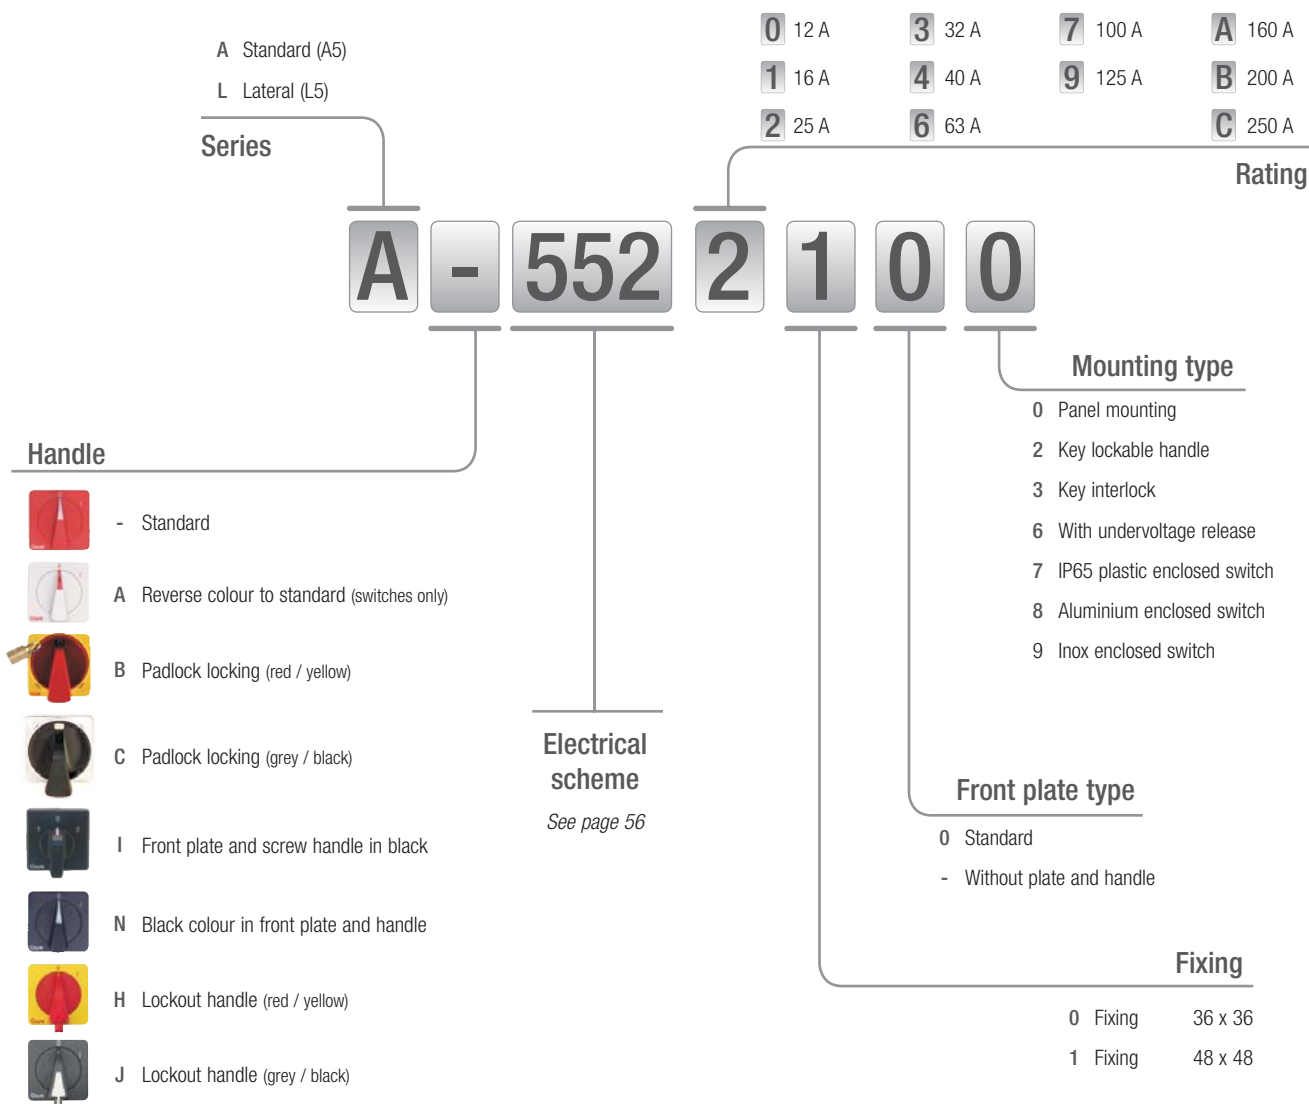 A Standard (A5)
L Lateral (L5)
Series
0 12 A 3 32 A 7 100 A A 160 A
1 16 A 4 40 A 9 125 A B 200 A
2 25 A 6 63 A C 250 A
Rating
A - 552 2 1 0 0
Mounting type
0 Panel mounting
2 Key lockable handle
3 Key interlock
6 With undervoltage release
7 IP65 plastic enclosed switch
8 Aluminium enclosed switch
9 Inox enclosed switch
Handle
- Standard
A Reverse colour to standard (switches only)
B Padlock locking (red / yellow)
C Padlock locking (grey / black)
I Front plate and screw handle in black
N Black colour in front plate and handle
H Lockout handle (red / yellow)
J Lockout handle (grey / black)
Electrical
scheme
See page 56
Front plate type
0 Standard
- Without plate and handle
Fixing
0 Fixing 36 x 36
1 Fixing 48 x 48